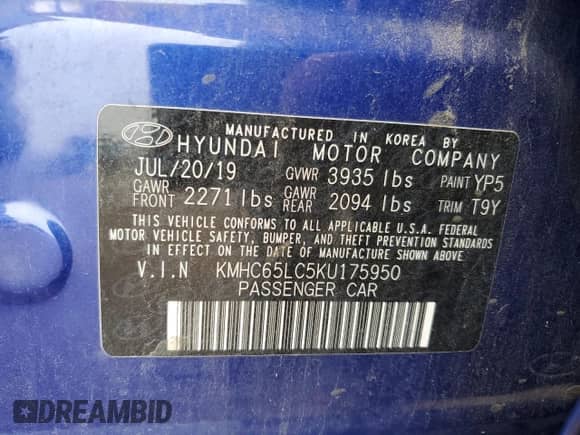 MANUFACTURED IN KOREA BY
HYUNDAI MOTOR COMPANY
JUL/20/19 GVWR 3935 lbs PAINT YP5
GAWR FRONT 2271 lbs GAWR REAR 2094 lbs TRIM T9Y
THIS VEHICLE CONFORMS TO ALL APPLICABLE U.S.A. FEDERAL
MOTOR VEHICLE SAFETY, BUMPER, AND THEFT PREVENTION STANDARDS
IN EFFECT ON THE DATE OF MANUFACTURE SHOWN ABOVE.
V.I.N KMHC65LC5KU175950
PASSENGER CAR
DREAMBID